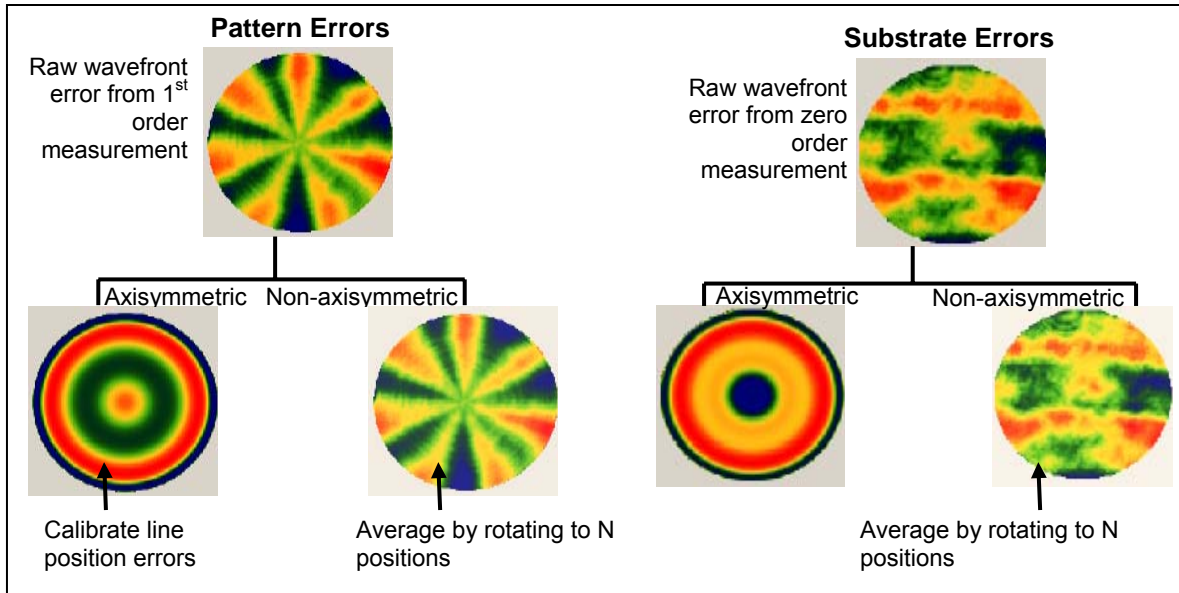 Pattern Errors
Raw wavefront
error from 1st
order
measurement
Axisymmetric
Non-axisymmetric
Calibrate line
position errors
Average by rotating to N
positions
Substrate Errors
Raw wavefront
error from zero
order
measurement
Axisymmetric
Non-axisymmetric
Average by rotating to N
positions